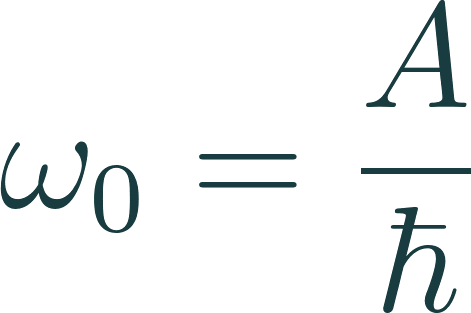 ω₀ = A/ħ